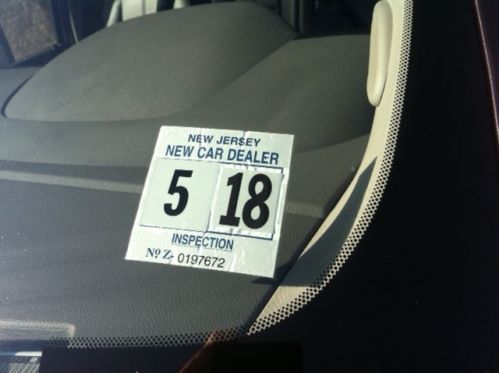 NEW JERSEY
NEW CAR DEALER
5 18
INSPECTION
Nº Z- 0197672